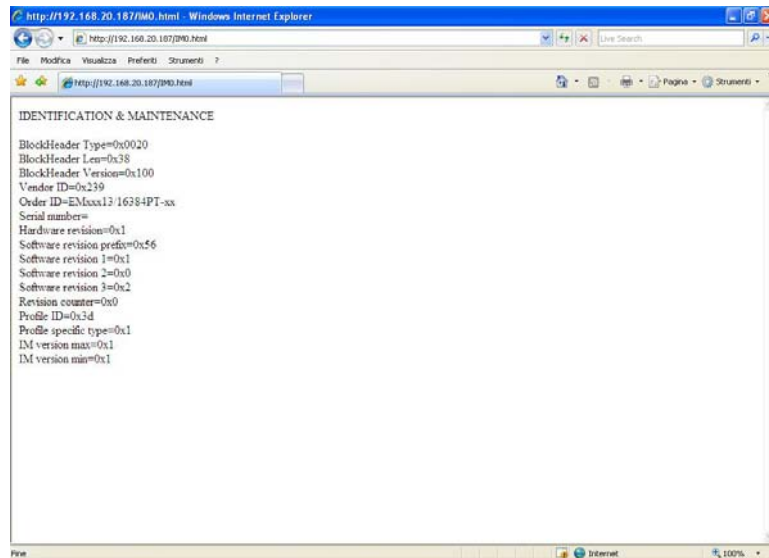 http://192.168.20.187/IM0.html - Windows Internet Explorer
http://192.168.20.187/IM0.html
Live Search
File Modifica Visualizza Preferiti Strumenti ?
http://192.168.20.187/IM0.html
Pagina Strumenti
IDENTIFICATION & MAINTENANCE
BlockHeader Type=0x0020
BlockHeader Len=0x38
BlockHeader Version=0x100
Vendor ID=0x239
Order ID=EMxxx13/16384PT-xx
Serial number=
Hardware revision=0x1
Software revision prefix=0x56
Software revision 1=0x1
Software revision 2=0x0
Software revision 3=0x2
Revision counter=0x0
Profile ID=0x3d
Profile specific type=0x1
IM version max=0x1
IM version min=0x1
Fine
Internet
100%